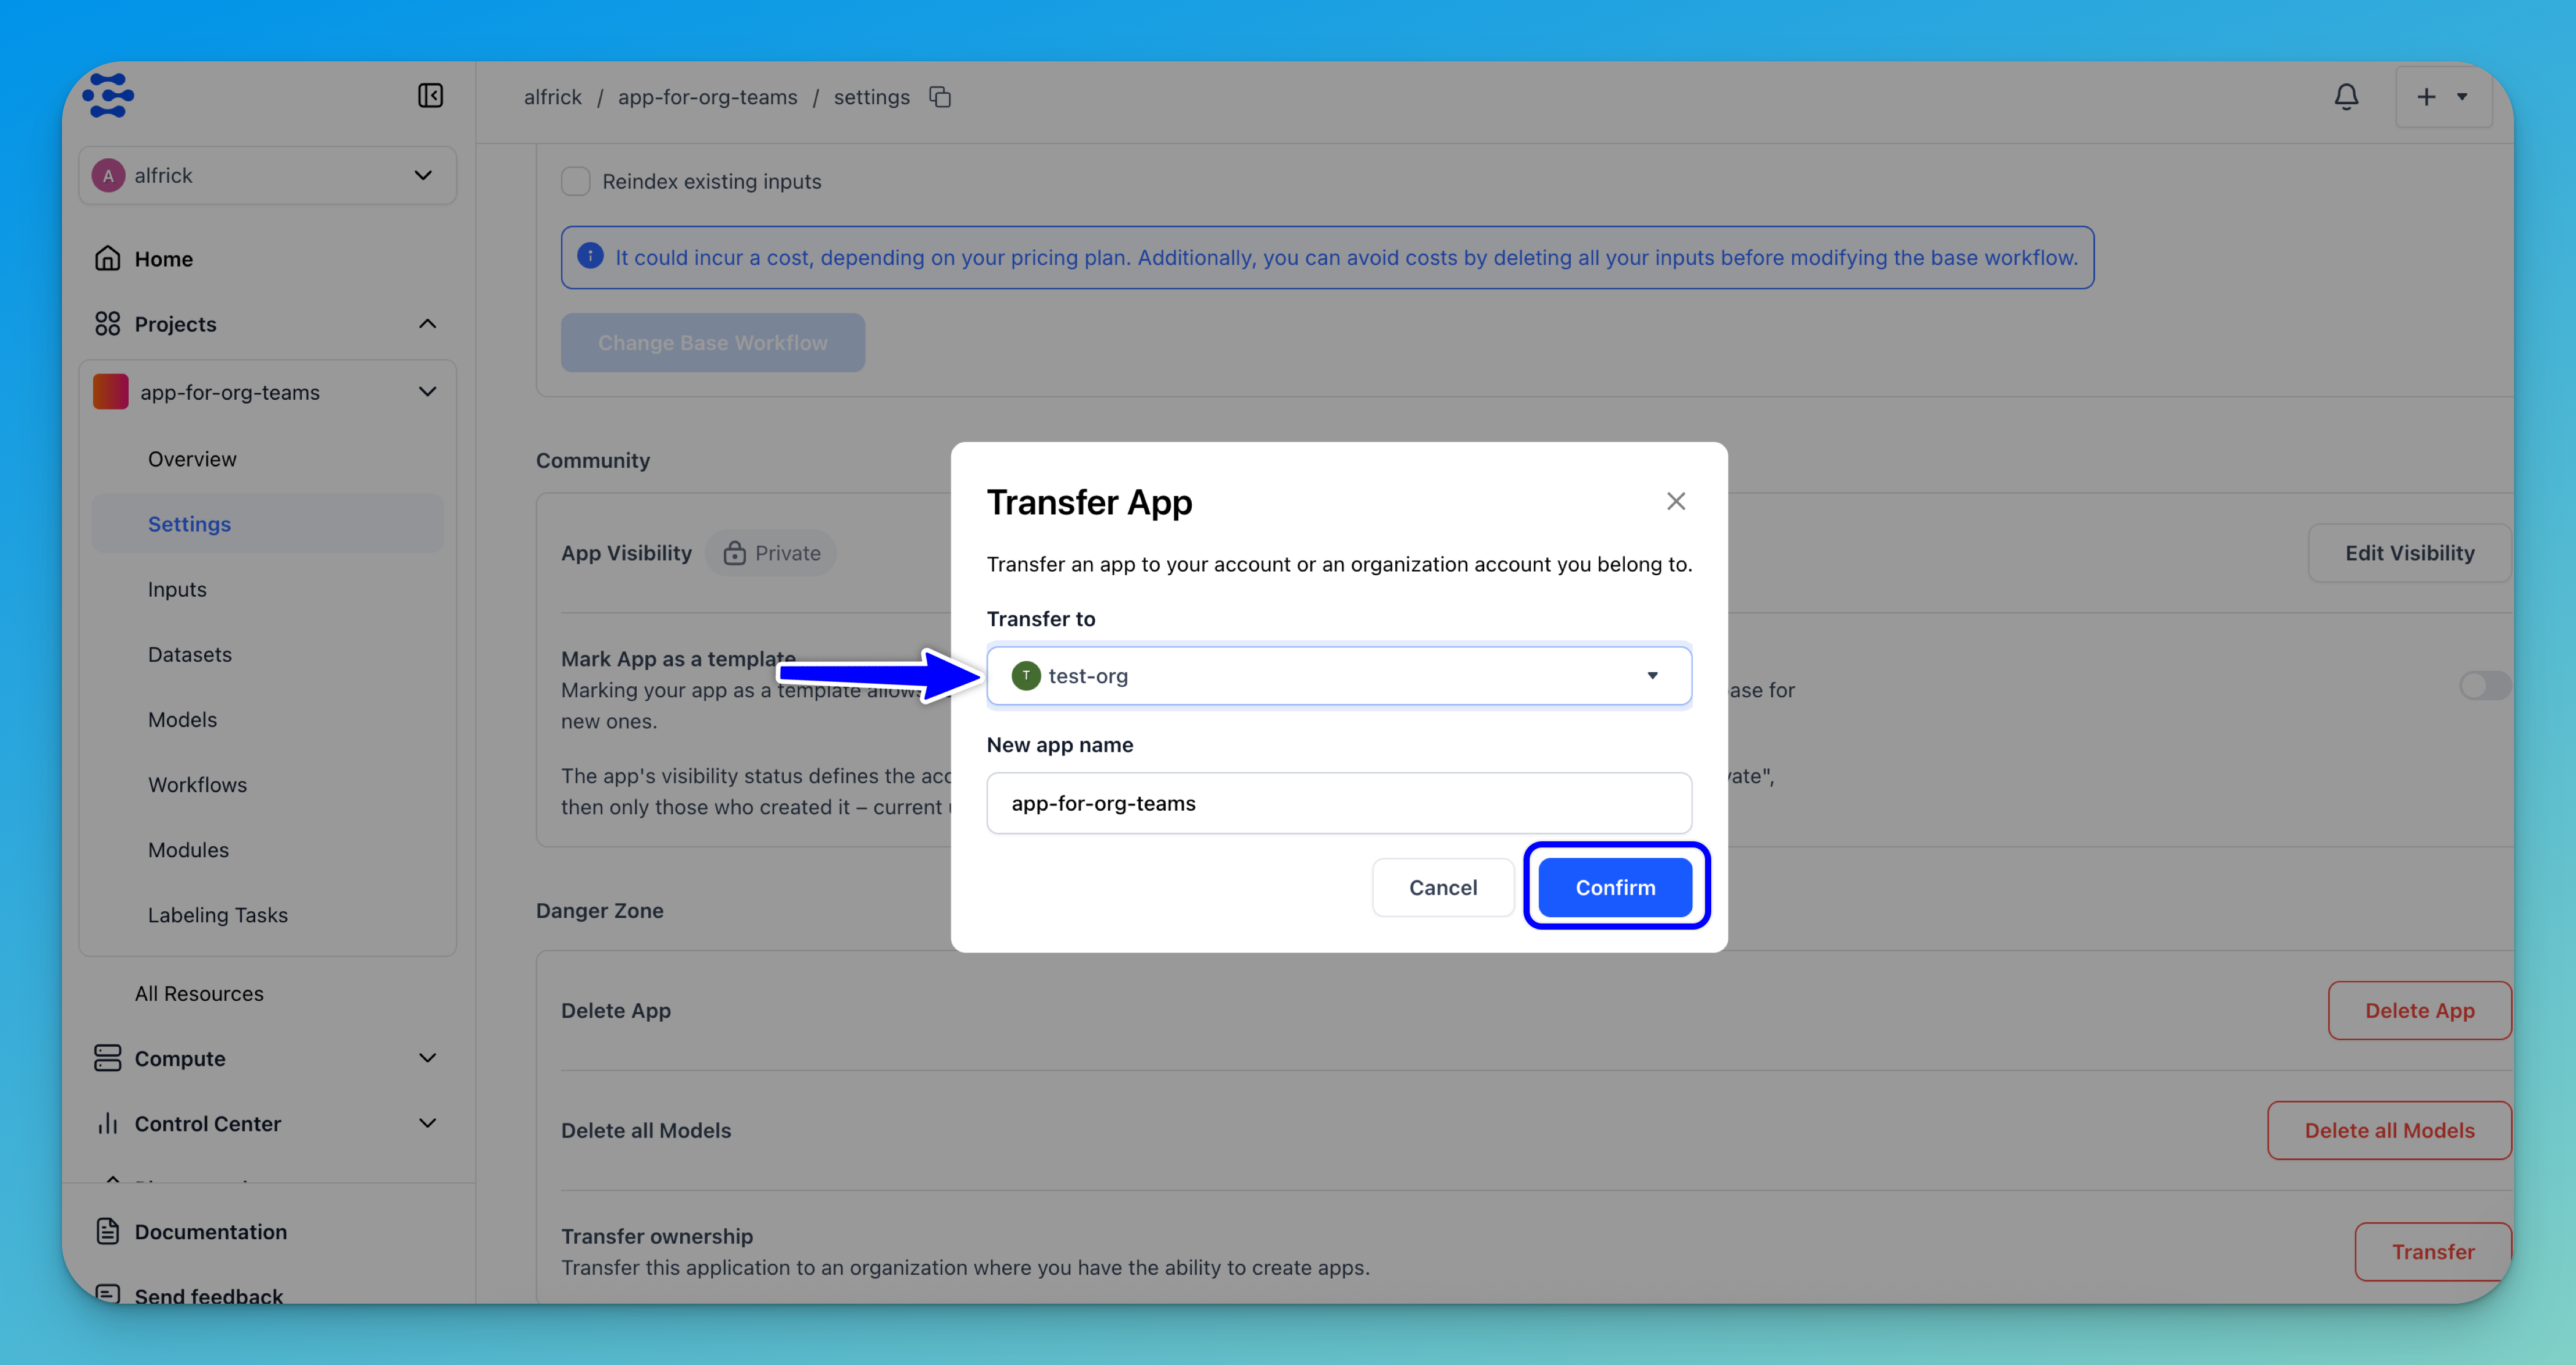 alfrick / app-for-org-teams / settings
A alfrick
Home
Projects
app-for-org-teams
Overview
Settings
Inputs
Datasets
Models
Workflows
Modules
Labeling Tasks
All Resources
Compute
Control Center
Documentation
Send feedback
Reindex existing inputs
It could incur a cost, depending on your pricing plan. Additionally, you can avoid costs by deleting all your inputs before modifying the base workflow.
Change Base Workflow
Community
App Visibility Private
Edit Visibility
Mark App as a template
Marking your app as a template allows
ase for
new ones.
The app's visibility status defines the acc
vate",
then only those who created it – current
Danger Zone
Delete App
Delete App
Delete all Models
Delete all Models
Transfer ownership
Transfer this application to an organization where you have the ability to create apps.
Transfer
Transfer App
Transfer an app to your account or an organization account you belong to.
Transfer to
T test-org
New app name
app-for-org-teams
Cancel
Confirm